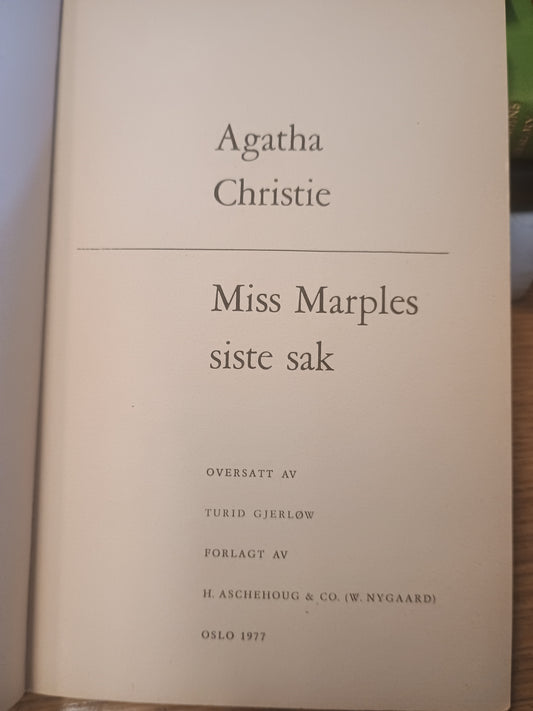 Agatha
Christie
Miss Marples
siste sak
OVERSATT AV
TURID GJERLØW
FORLAGT AV
H. ASCHEHOUG & CO. (W. NYGAARD)
OSLO 1977